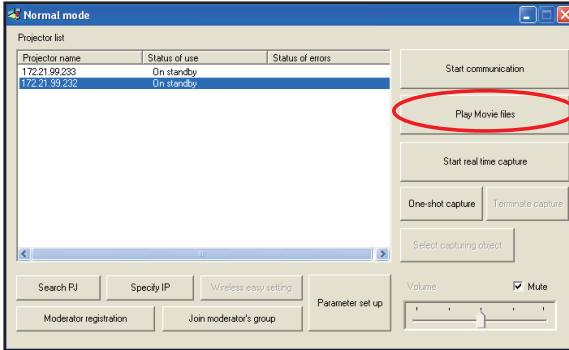 Normal mode
Projector list
Projector name Status of use Status of errors
172.21.99.233 On standby
172.21.99.232 On standby
Start communication
Play Movie files
Start real time capture
One-shot capture Terminate capture
Select capturing object
Search PJ Specify IP Wireless easy setting
Parameter set up
Moderator registration Join moderator's group
Volume Mute